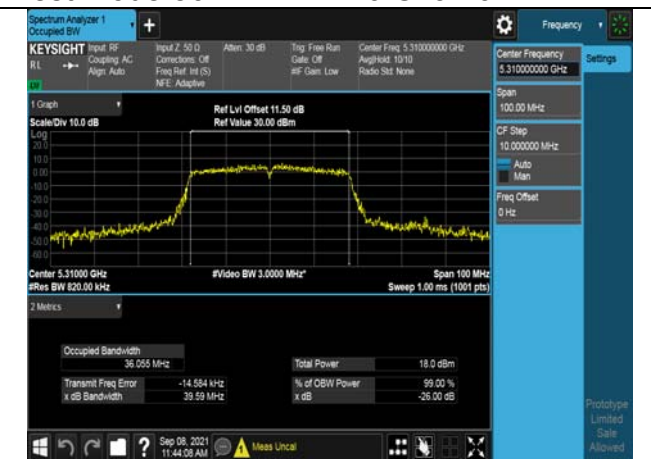 Spectrum Analyzer 1
Occupied BW
Frequency
KEYSIGHT
Input: RF
Coupling: AC
Align: Auto
Input Z: 50 Ω
Corrections: Off
Freq Ref: Int (S)
NFE: Adaptive
Atten: 30 dB
Trig: Free Run
Gate: Off
#IF Gain: Low
Center Freq: 5.310000000 GHz
Avg|Hold: 10/10
Radio Std: None
RL
Center Frequency
5.310000000 GHz
Settings
Span
100.00 MHz
CF Step
10.000000 MHz
Auto
Man
Freq Offset
0 Hz
1 Graph
Scale/Div 10.0 dB
Ref Lvl Offset 11.50 dB
Ref Value 30.00 dBm
Log
20.0
10.0
0.00
-10.0
-20.0
-30.0
-40.0
-50.0
-60.0
Center 5.31000 GHz
#Video BW 3.0000 MHz*
Span 100 MHz
#Res BW 820.00 kHz
Sweep 1.00 ms (1001 pts)
2 Metrics
Occupied Bandwidth
36.055 MHz
Total Power
18.0 dBm
Transmit Freq Error
-14.584 kHz
% of OBW Power
99.00 %
x dB Bandwidth
39.59 MHz
x dB
-26.00 dB
Prototype
Limited
Sale
Allowed
Sep 08, 2021
11:44:08 AM
Meas Uncal